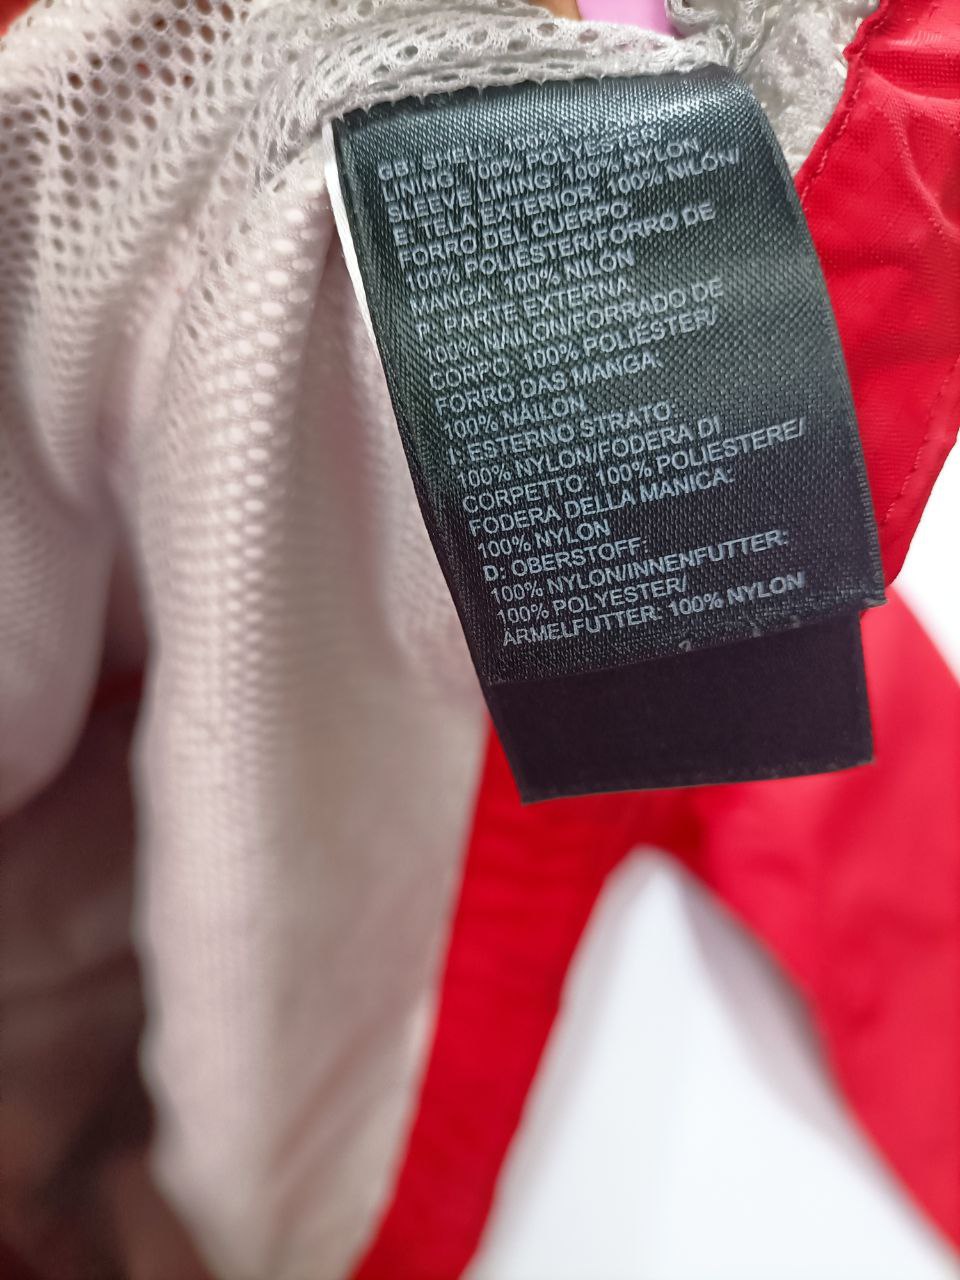 GB: SHELL: 100% NYLON/
LINING: 100% POLYESTER/
SLEEVE LINING: 100% NYLON
E: TELA EXTERIOR: 100% NILÓN/
FORRO DEL CUERPO:
100% POLIESTER/FORRO DE
MANGA: 100% NILÓN
P: PARTE EXTERNA:
100% NÁILON/FORRADO DE
CORPO: 100% POLIÉSTER/
FORRO DAS MANGA:
100% NÁILON
I: ESTERNO STRATO:
100% NYLON/FODERA DI
CORPETTO: 100% POLIESTERE/
FODERA DELLA MANICA:
100% NYLON
D: OBERSTOFF:
100% NYLON/INNENFUTTER:
100% POLYESTER/
ÄRMELFUTTER: 100% NYLON